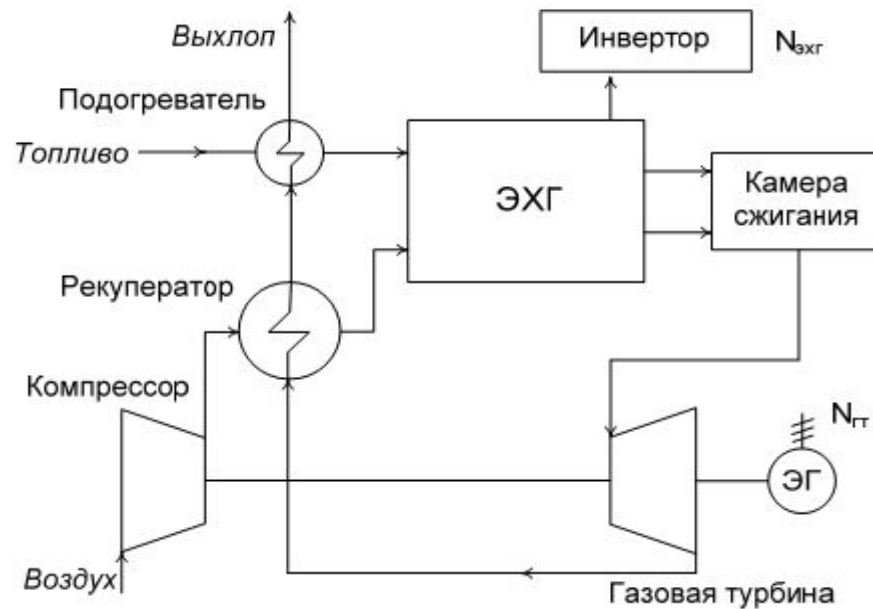 Выхлоп
Инвертор
Nэхг
Подогреватель
Топливо
ЭХГ
Камера
сжигания
Рекуператор
Компрессор
Nгт
ЭГ
Воздух
Газовая турбина